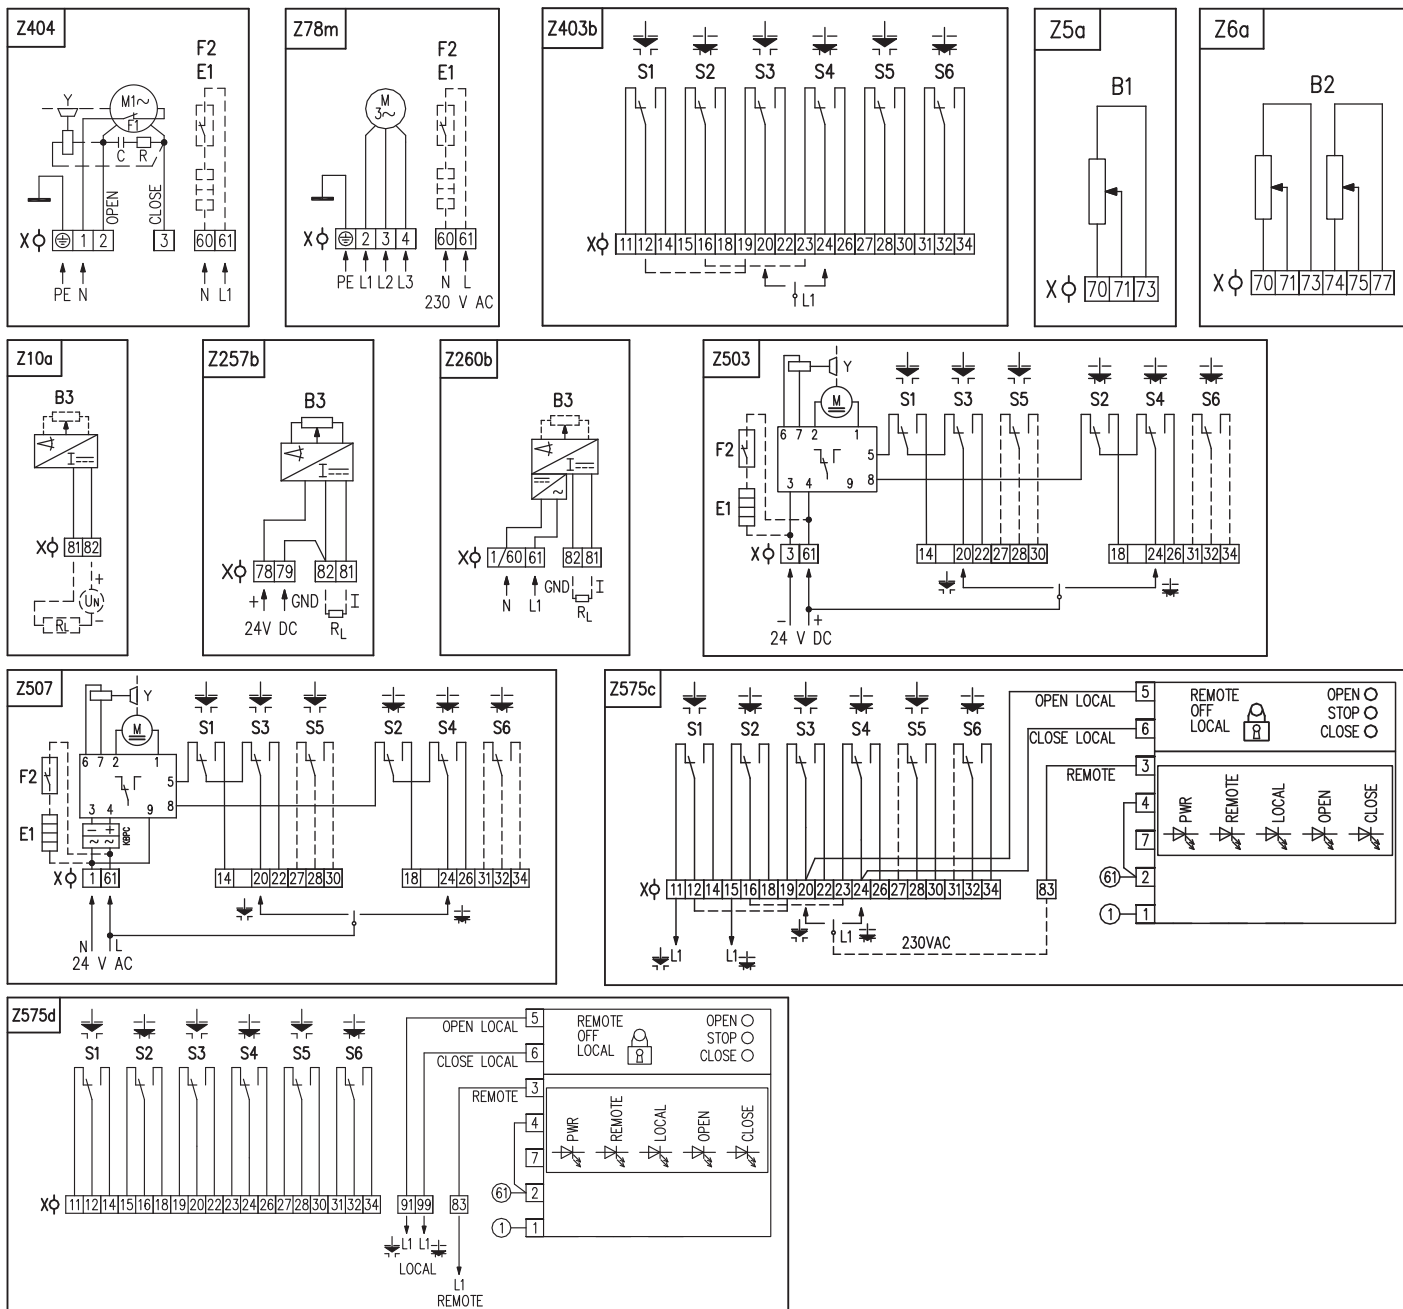 Z404
F2
E1
Y
M1~
F1
C R
OPEN
CLOSE
X 1 2 3 60 61
PE N N L1
Z78m
F2
E1
M
3~
X 2 3 4 60 61
PE L1 L2 L3 N L
230 V AC
Z403b
S1 S2 S3 S4 S5 S6
X 11 12 14 15 16 18 19 20 22 23 24 26 27 28 30 31 32 34
L1
Z5a
B1
X 70 71 73
Z6a
B2
X 70 71 73 74 75 77
Z10a
B3
I
X 81 82
+
UN
RL
−
Z257b
B3
I
X 78 79 82 81
+ GND I
24V DC RL
Z260b
B3
I
~
X 1/60 61 82 81
N L1 GND I
RL
Z503
Y
M
S1 S3 S5 S2 S4 S6
F2
E1
6 7 2 1
5
8
3 4 9
X 3 61 14 20 22 27 28 30 18 24 26 31 32 34
− +
24 V DC
Z507
Y
M
S1 S3 S5 S2 S4 S6
F2
E1
6 7 2 1
5
8
3 4 9
− +
~ ~
KBPC
X 1 61 14 20 22 27 28 30 18 24 26 31 32 34
N L
24 V AC
Z575c
S1 S2 S3 S4 S5 S6
OPEN LOCAL 5
CLOSE LOCAL 6
REMOTE 3
4
7
61 2
1 1
REMOTE
OFF
LOCAL
OPEN
STOP
CLOSE
PWR
REMOTE
LOCAL
OPEN
CLOSE
X 11 12 14 15 16 18 19 20 22 23 24 26 27 28 30 31 32 34 83
L1 L1 L1
230VAC
Z575d
S1 S2 S3 S4 S5 S6
OPEN LOCAL 5
CLOSE LOCAL 6
REMOTE 3
4
7
61 2
1 1
REMOTE
OFF
LOCAL
OPEN
STOP
CLOSE
PWR
REMOTE
LOCAL
OPEN
CLOSE
X 11 12 14 15 16 18 19 20 22 23 24 26 27 28 30 31 32 34 91 99 83
L1 L1
LOCAL
L1
REMOTE